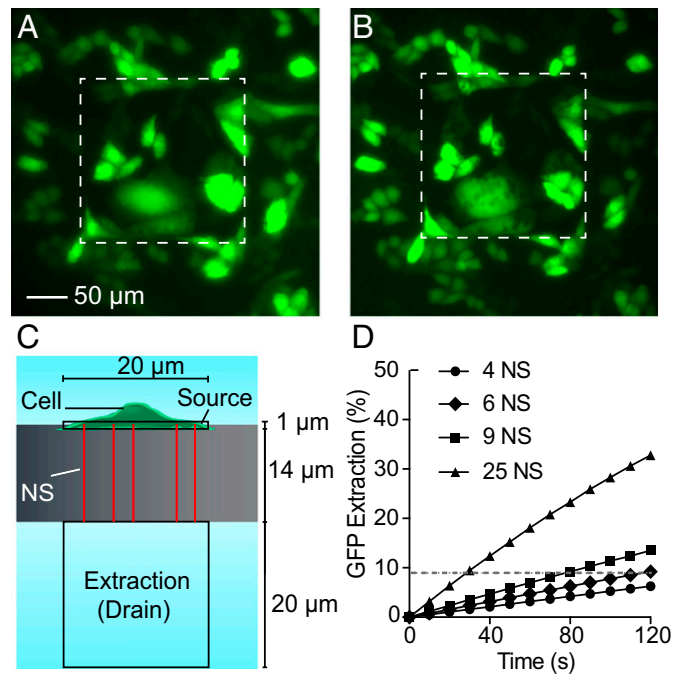 A
B
50 µm
C
20 µm
Cell
Source
1 µm
NS
14 µm
Extraction
(Drain)
20 µm
D
GFP Extraction (%)
50
40
30
20
10
0
4 NS
6 NS
9 NS
25 NS
0
40
80
120
Time (s)